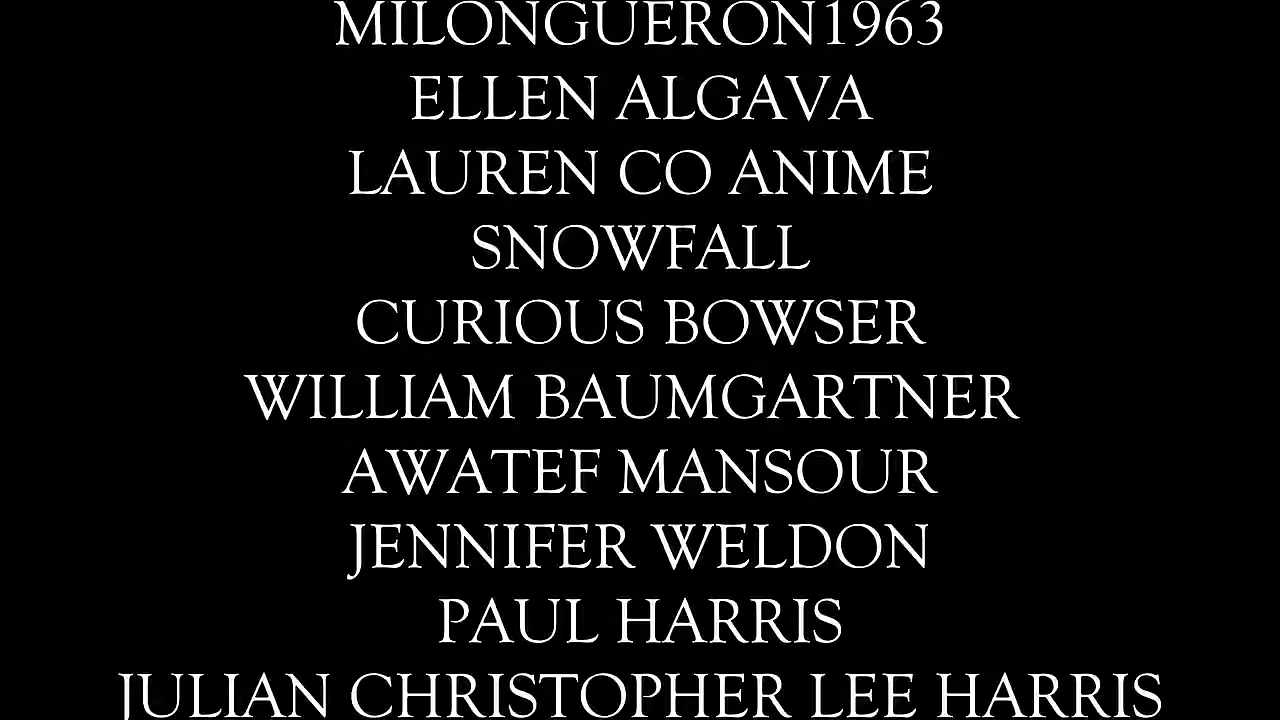 MILONGUERON1963
ELLEN ALGAVA
LAUREN CO ANIME
SNOWFALL
CURIOUS BOWSER
WILLIAM BAUMGARTNER
AWATEF MANSOUR
JENNIFER WELDON
PAUL HARRIS
JULIAN CHRISTOPHER LEE HARRIS